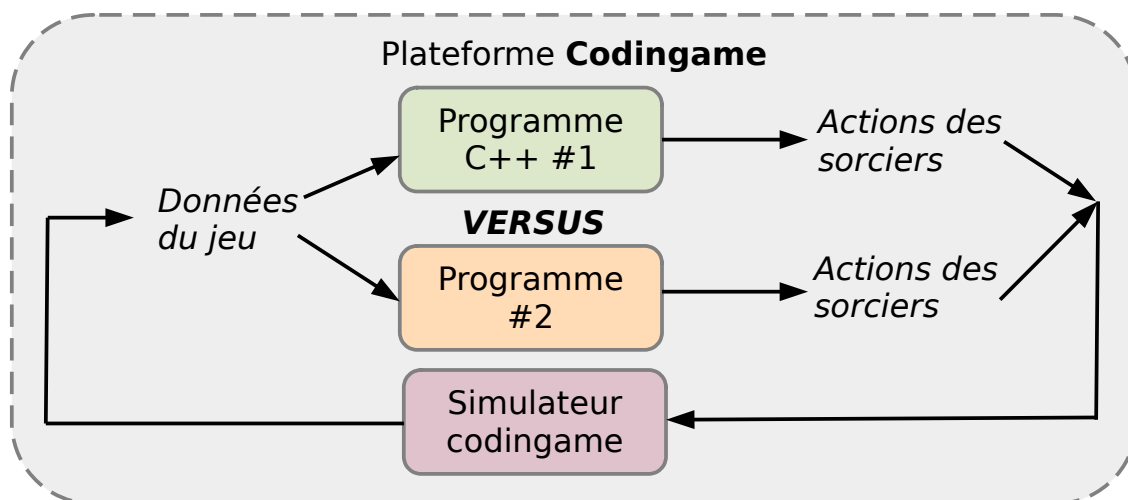 Plateforme Codingame
Programme
C++ #1
Actions des
sorciers
Données
du jeu
VERSUS
Programme
#2
Actions des
sorciers
Simulateur
codingame